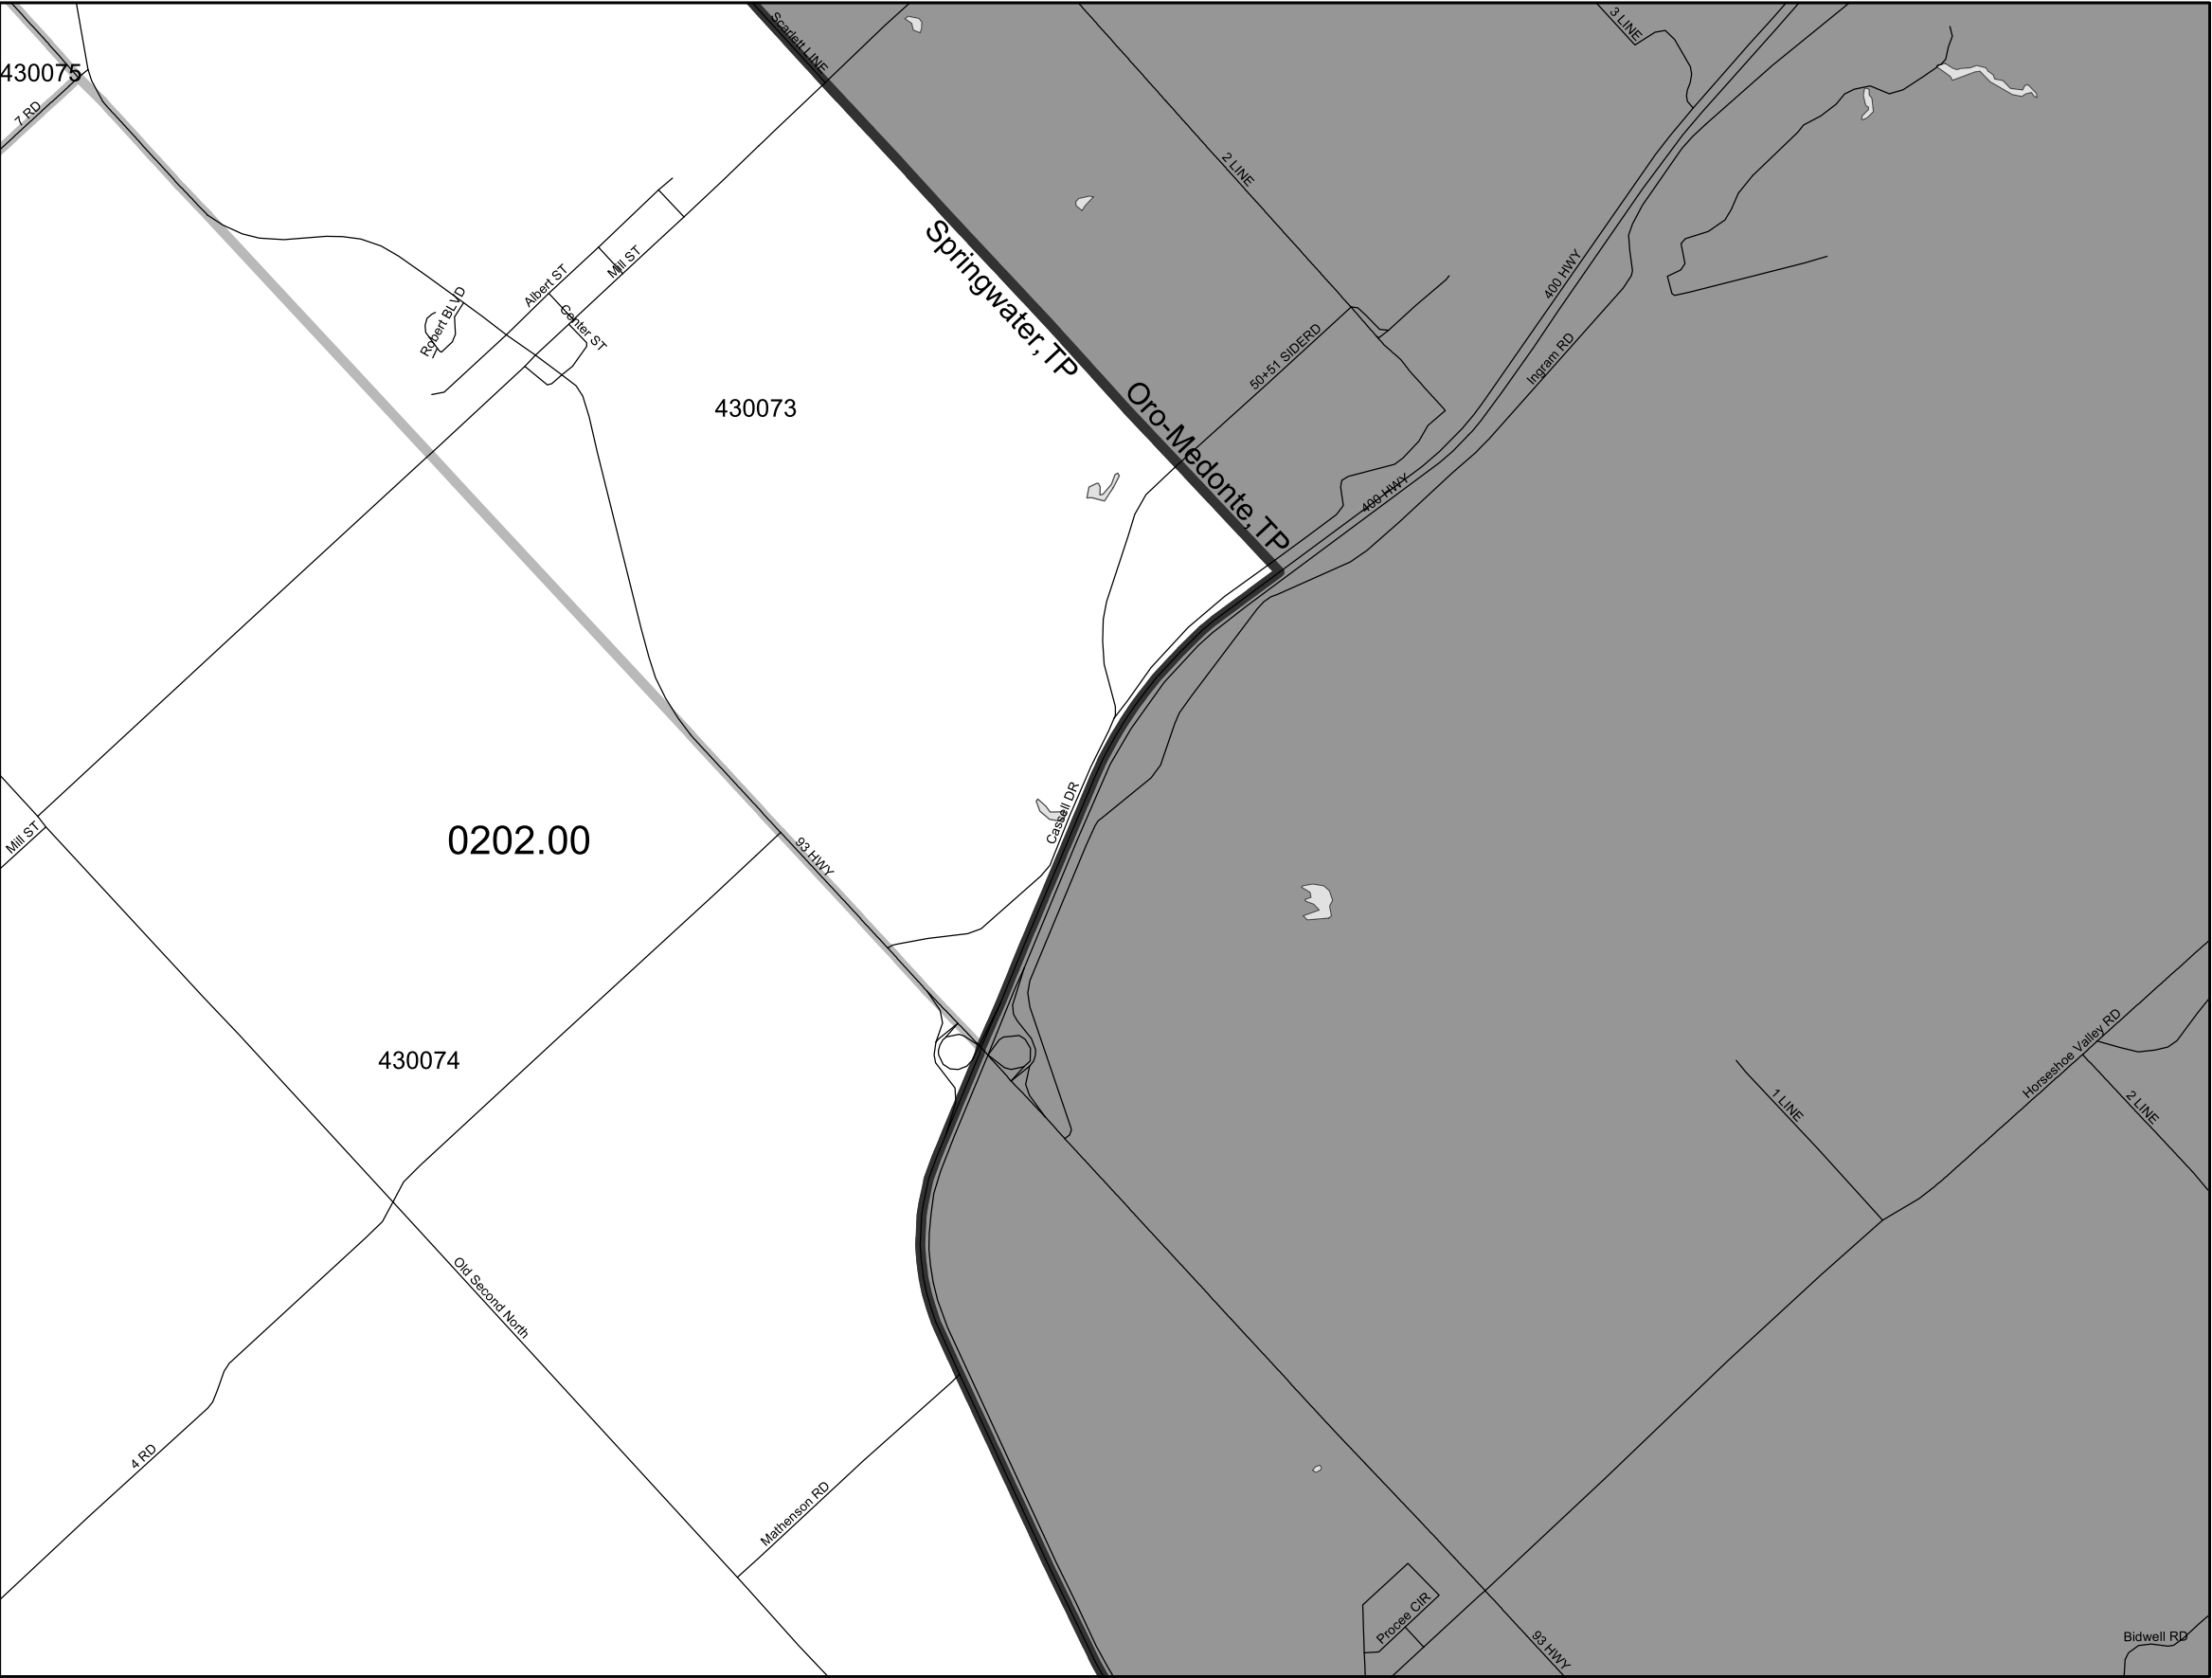 430075
7 RD
Scarlett LINE
3 LINE
2 LINE
Springwater, TP
Oro-Medonte, TP
400 HWY
Albert ST
Mill ST
Robert BLVD
Center ST
50+51 SIDERD
Ingram RD
430073
400 HWY
Mill ST
0202.00
93 HWY
Cassell DR
430074
Horseshoe Valley RD
1 LINE
2 LINE
Old Second North
4 RD
Mathenson RD
Procee CIR
93 HWY
Bidwell RD